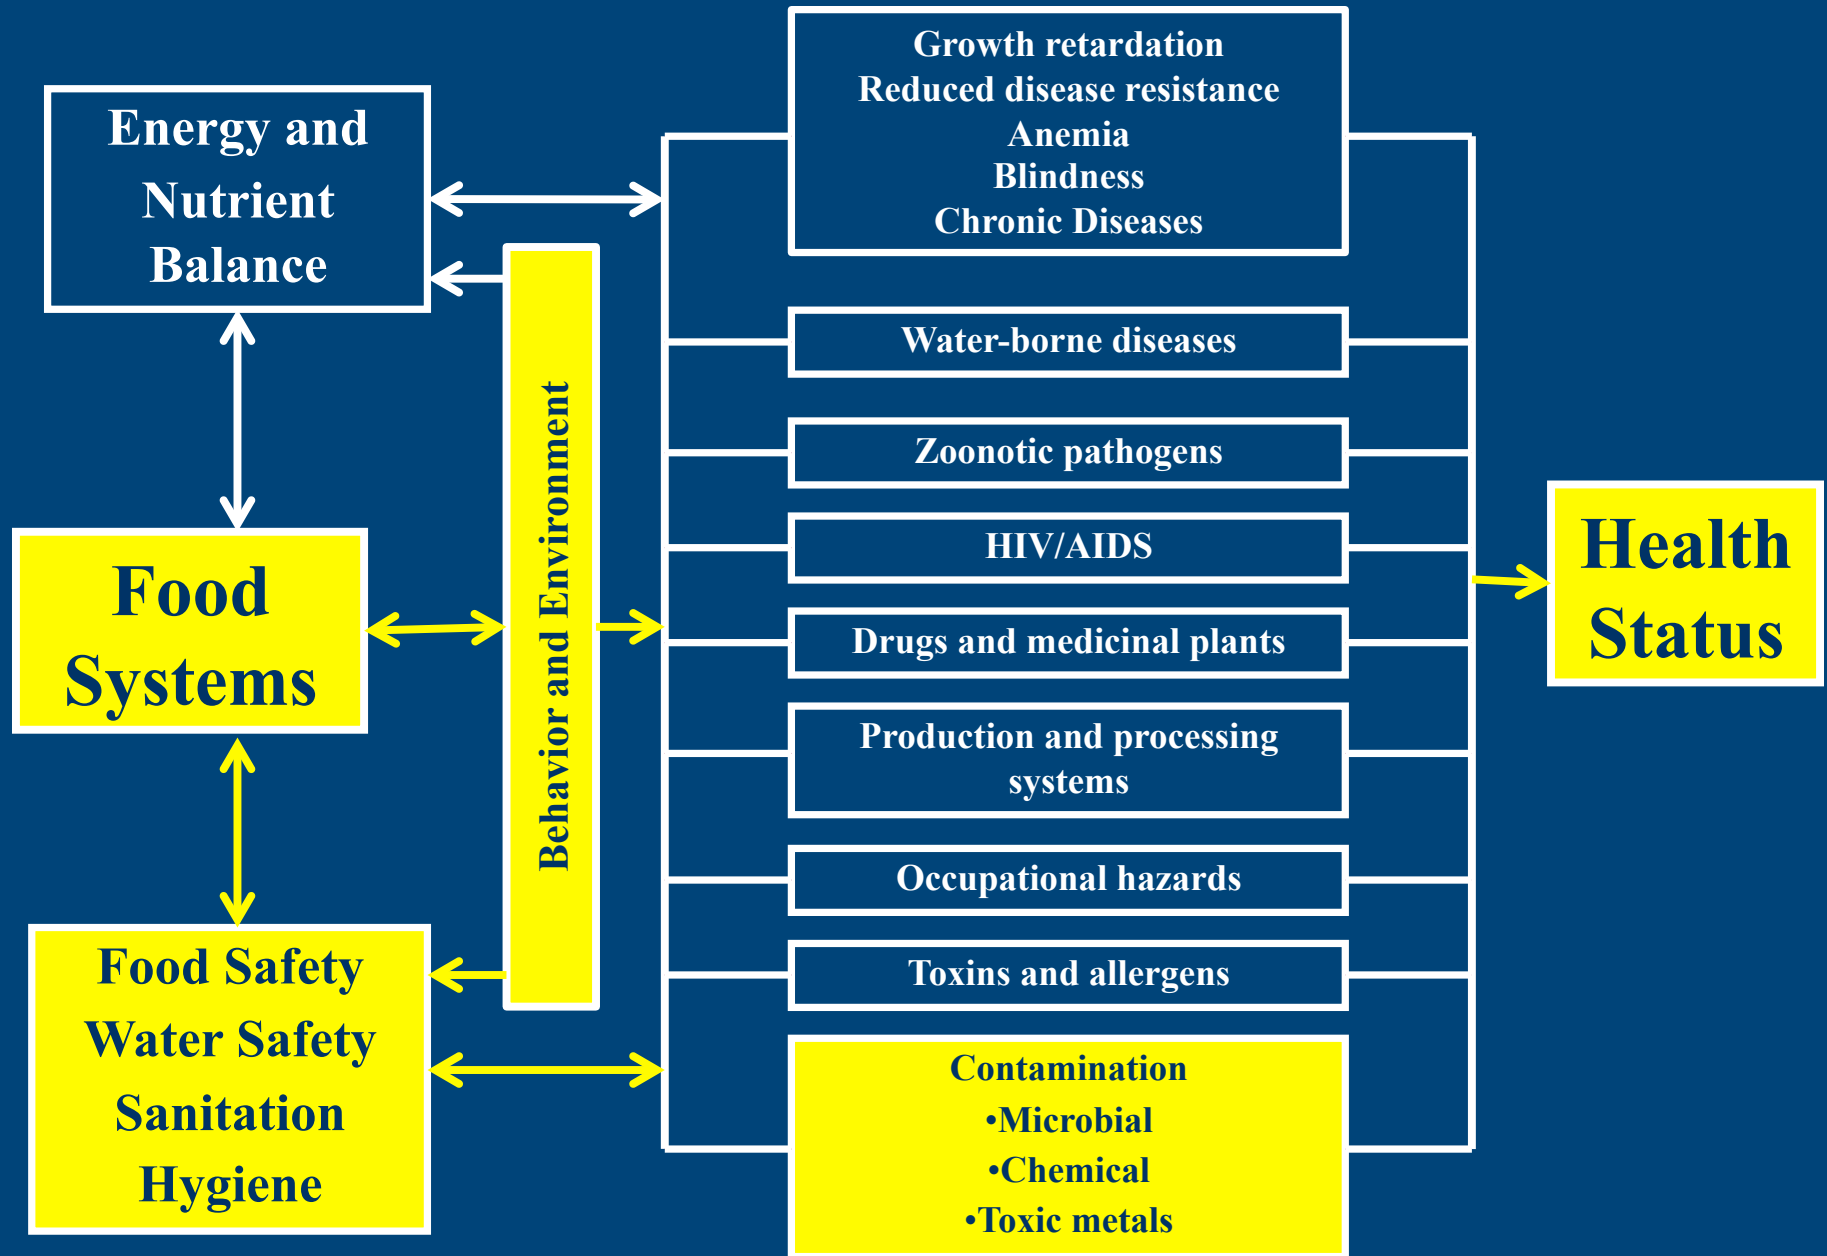 Energy and
Nutrient
Balance
Food
Systems
Food Safety
Water Safety
Sanitation
Hygiene
Behavior and Environment
Growth retardation
Reduced disease resistance
Anemia
Blindness
Chronic Diseases
Water-borne diseases
Zoonotic pathogens
HIV/AIDS
Drugs and medicinal plants
Production and processing
systems
Occupational hazards
Toxins and allergens
Contamination
•Microbial
•Chemical
•Toxic metals
Health
Status